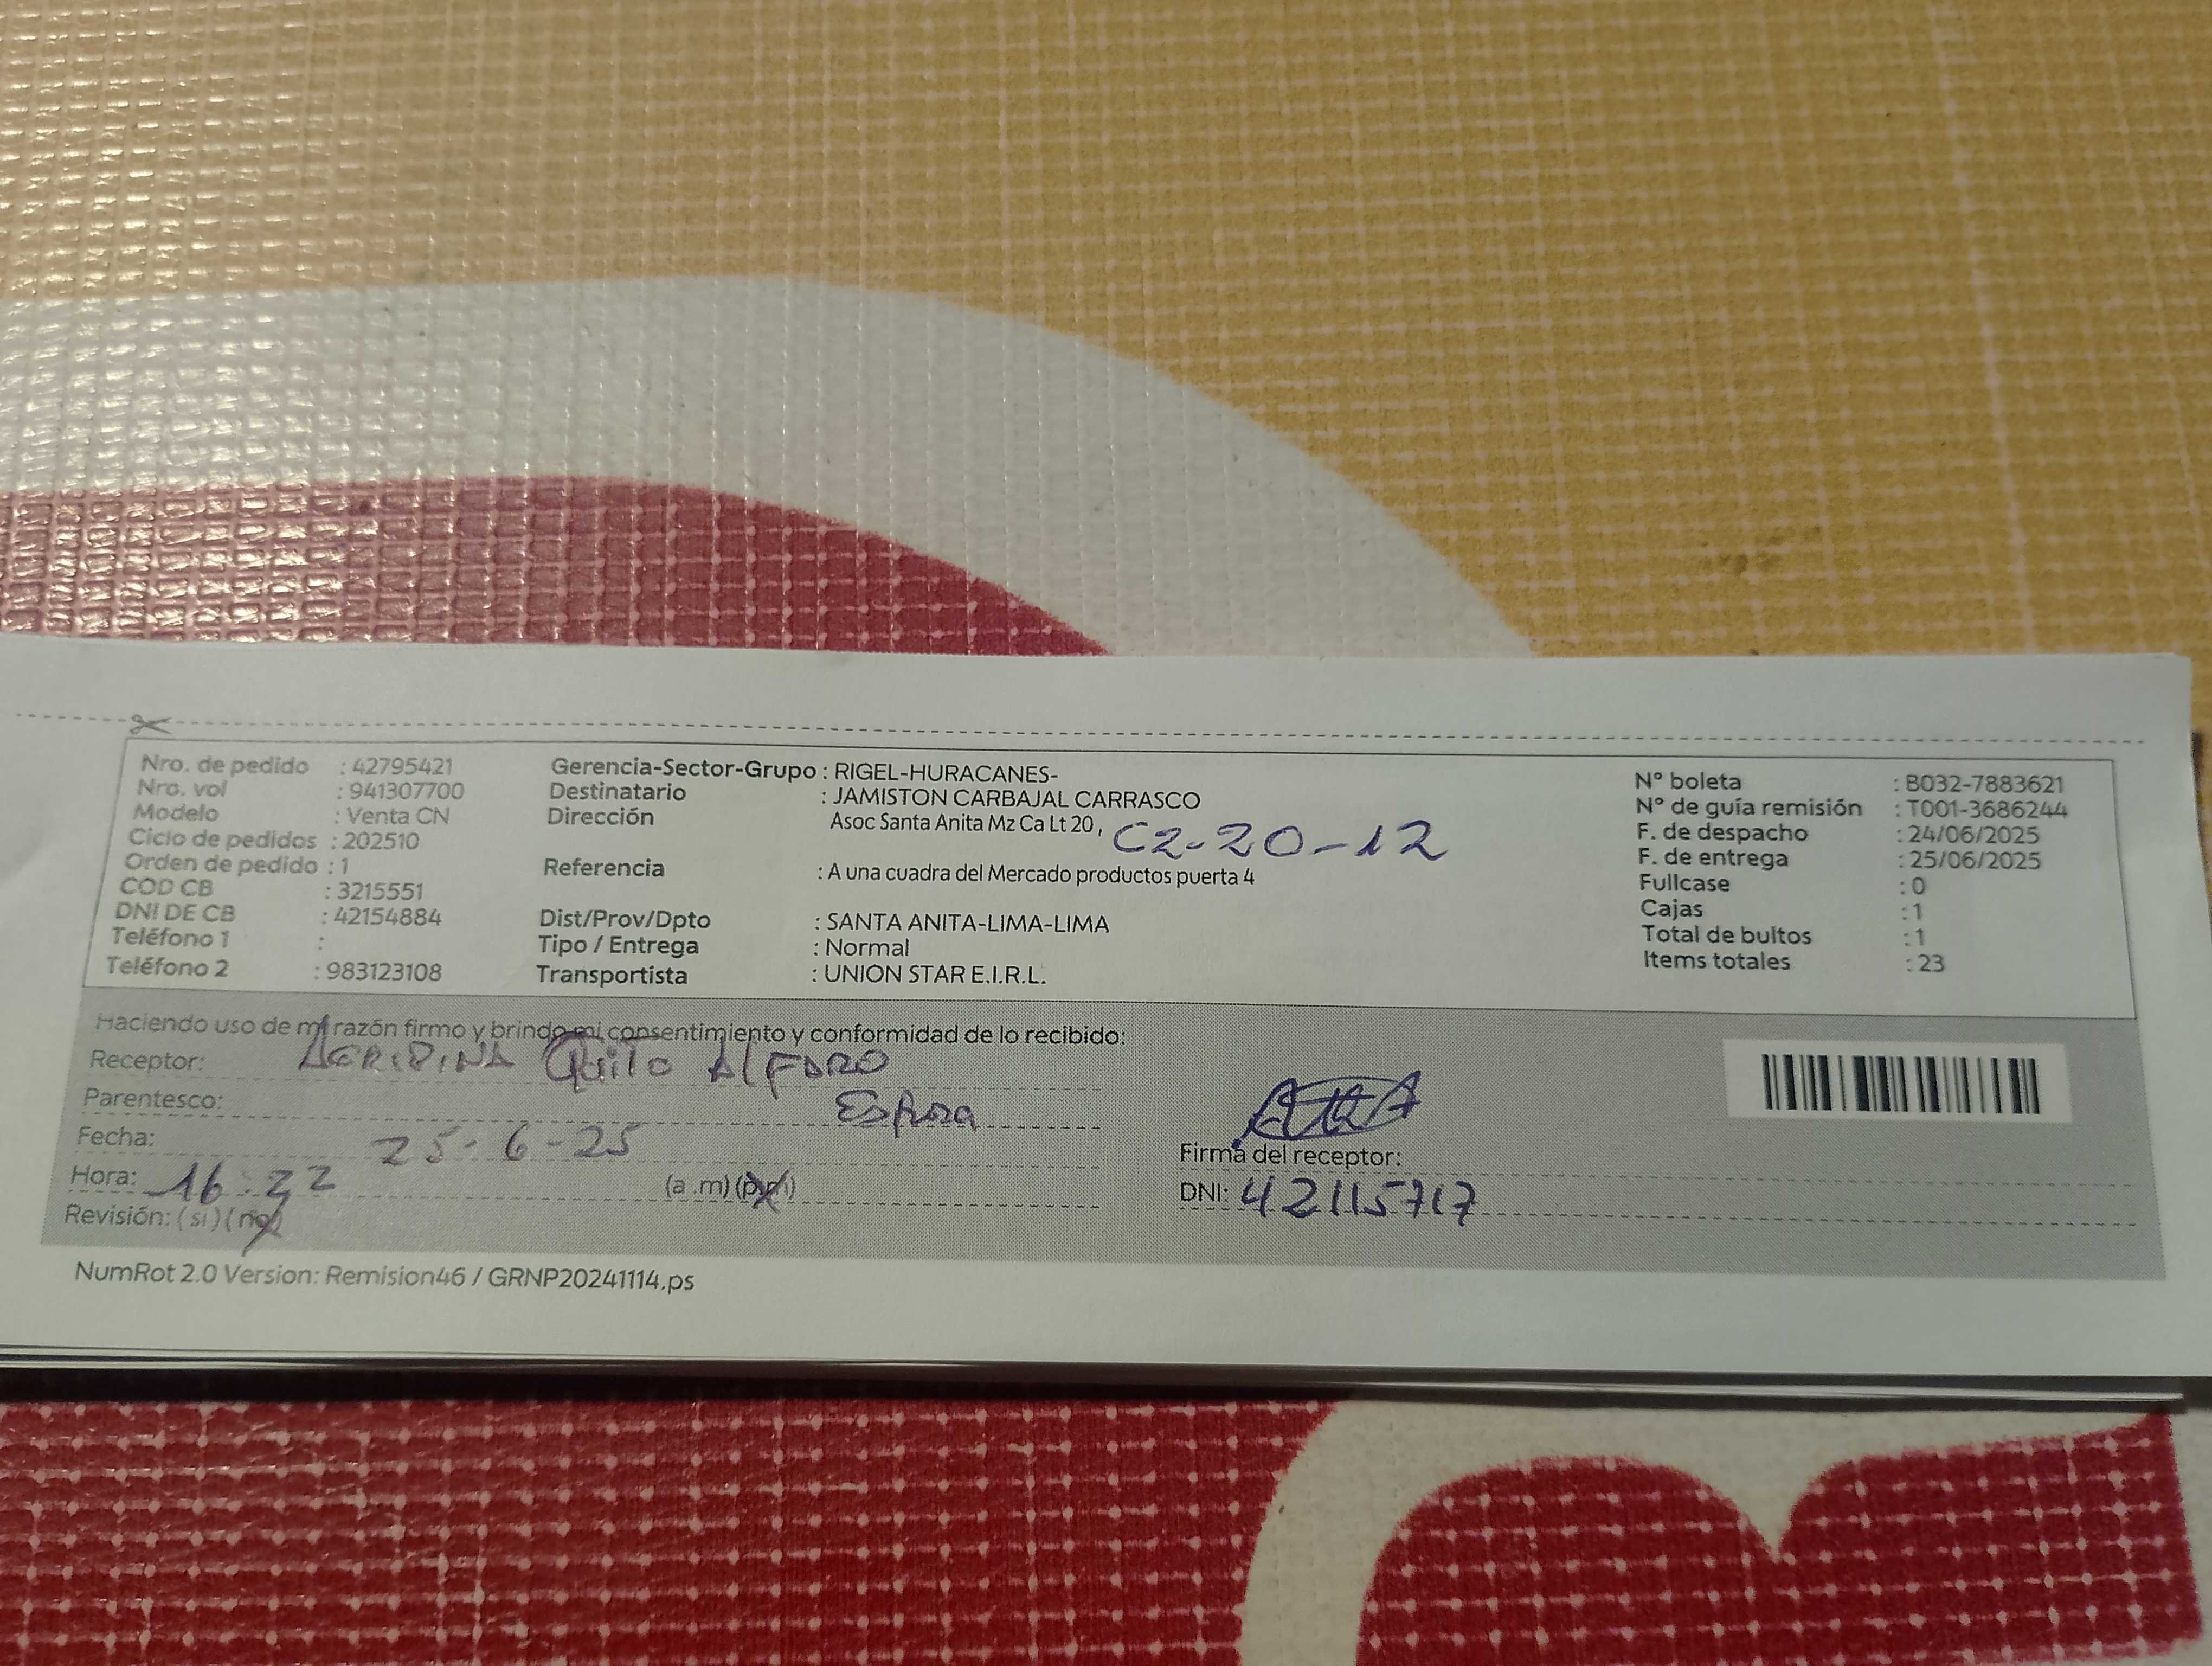 Nro. de pedido : 42795421
Nro. vol : 941307700
Modelo : Venta CN
Ciclo de pedidos : 202510
Orden de pedido : 1
COD CB : 3215551
DNI DE CB : 42154884
Teléfono 1 :
Teléfono 2 : 983123108
Gerencia-Sector-Grupo : RIGEL-HURACANES-
Destinatario : JAMISTON CARBAJAL CARRASCO
Dirección Asoc Santa Anita Mz Ca Lt 20, C2-20-12
Referencia : A una cuadra del Mercado productos puerta 4
Dist/Prov/Dpto : SANTA ANITA-LIMA-LIMA
Tipo / Entrega : Normal
Transportista : UNION STAR E.I.R.L.
N° boleta : B032-7883621
N° de guía remisión : T001-3686244
F. de despacho : 24/06/2025
F. de entrega : 25/06/2025
Fullcase : 0
Cajas : 1
Total de bultos : 1
Items totales : 23
Haciendo uso de mi razón firmo y brindo mi consentimiento y conformidad de lo recibido:
Receptor: AGRIPINA Quito AlFARO
Parentesco: Esposa
Fecha: 25-6-25
Hora: 16:22 (a .m) (p.m)
Revisión: (si) (no)
Firma del receptor:
DNI: 42115717
NumRot 2.0 Version: Remision46 / GRNP20241114.ps